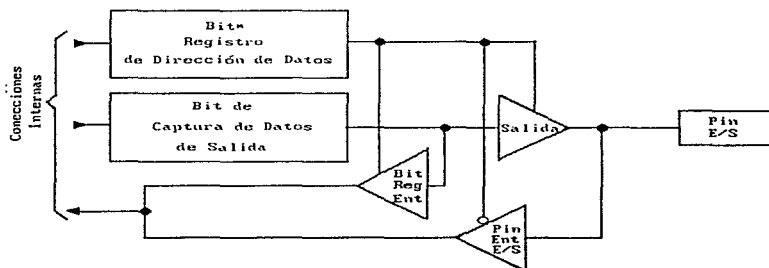 Conecciones
Internas
Bit*
Registro
de Dirección de Datos
Bit de
Captura de Datos
de Salida
Salida
Pin
E/S
Bit
Reg
Ent
Pin
Ent
E/S